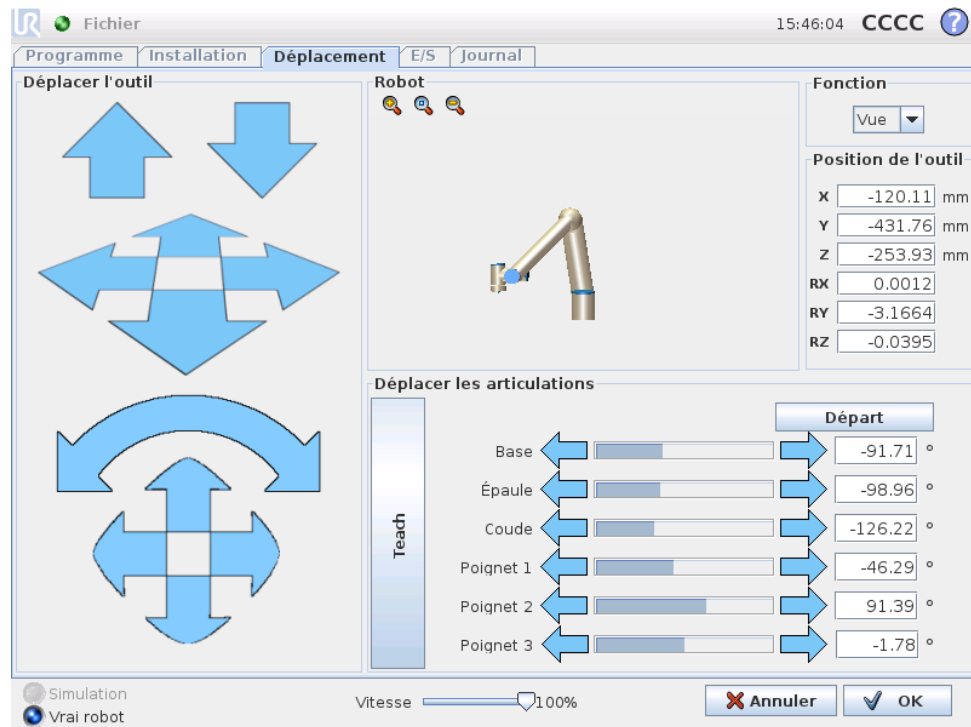 UR Fichier 15:46:04 CCCC ?
Programme Installation Déplacement E/S Journal
Déplacer l'outil
Robot
Fonction
Vue
Position de l'outil
X -120.11 mm
Y -431.76 mm
Z -253.93 mm
RX 0.0012
RY -3.1664
RZ -0.0395
Déplacer les articulations
Départ
Teach
Base -91.71 °
Épaule -98.96 °
Coude -126.22 °
Poignet 1 -46.29 °
Poignet 2 91.39 °
Poignet 3 -1.78 °
Simulation
Vrai robot
Vitesse 100%
Annuler
OK